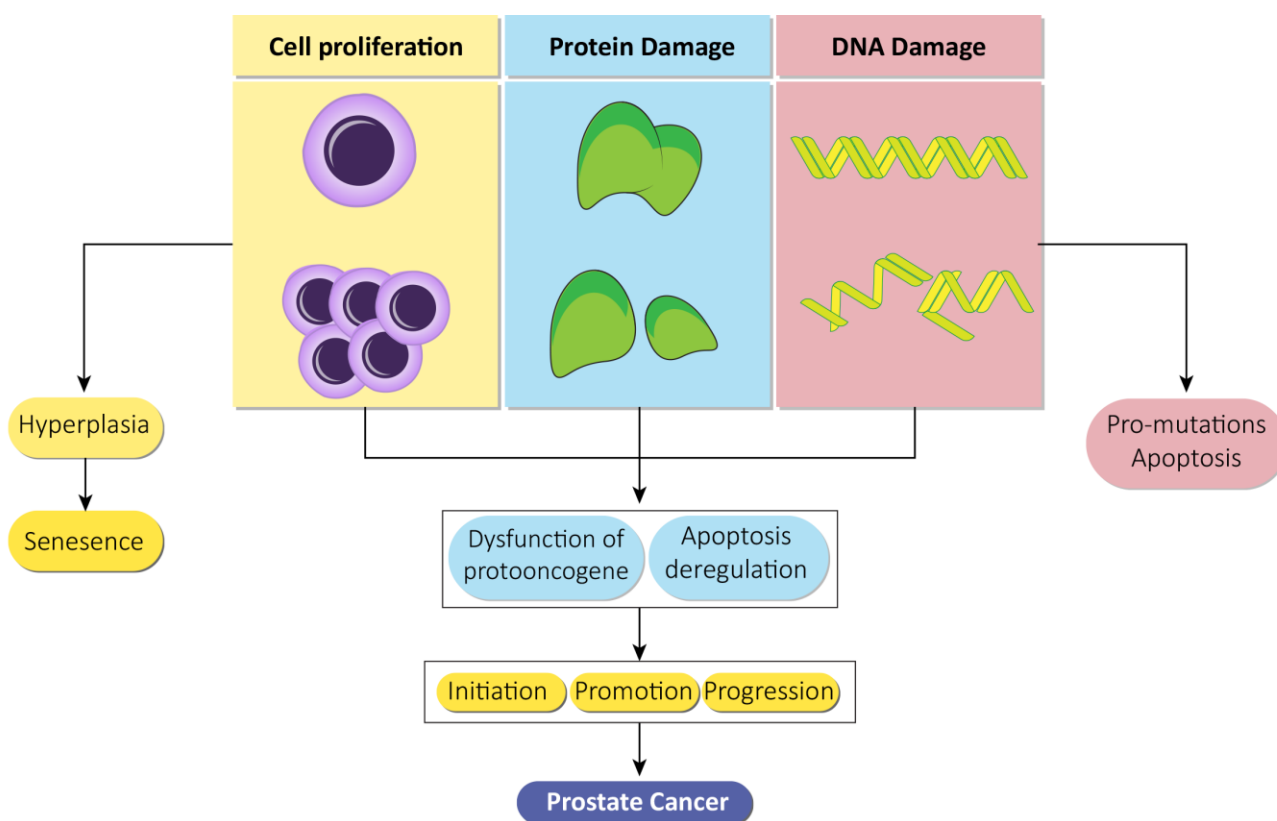 Cell proliferation
Protein Damage
DNA Damage
Hyperplasia
Senesence
Pro-mutations
Apoptosis
Dysfunction of
protooncogene
Apoptosis
deregulation
Initiation
Promotion
Progression
Prostate Cancer